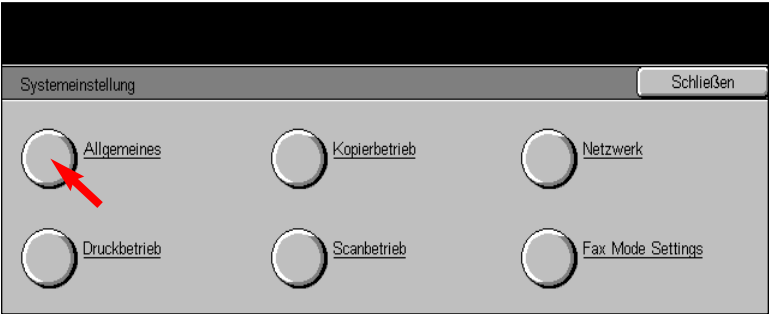 Systemeinstellung
Schließen
Allgemeines
Kopierbetrieb
Netzwerk
Druckbetrieb
Scanbetrieb
Fax Mode Settings